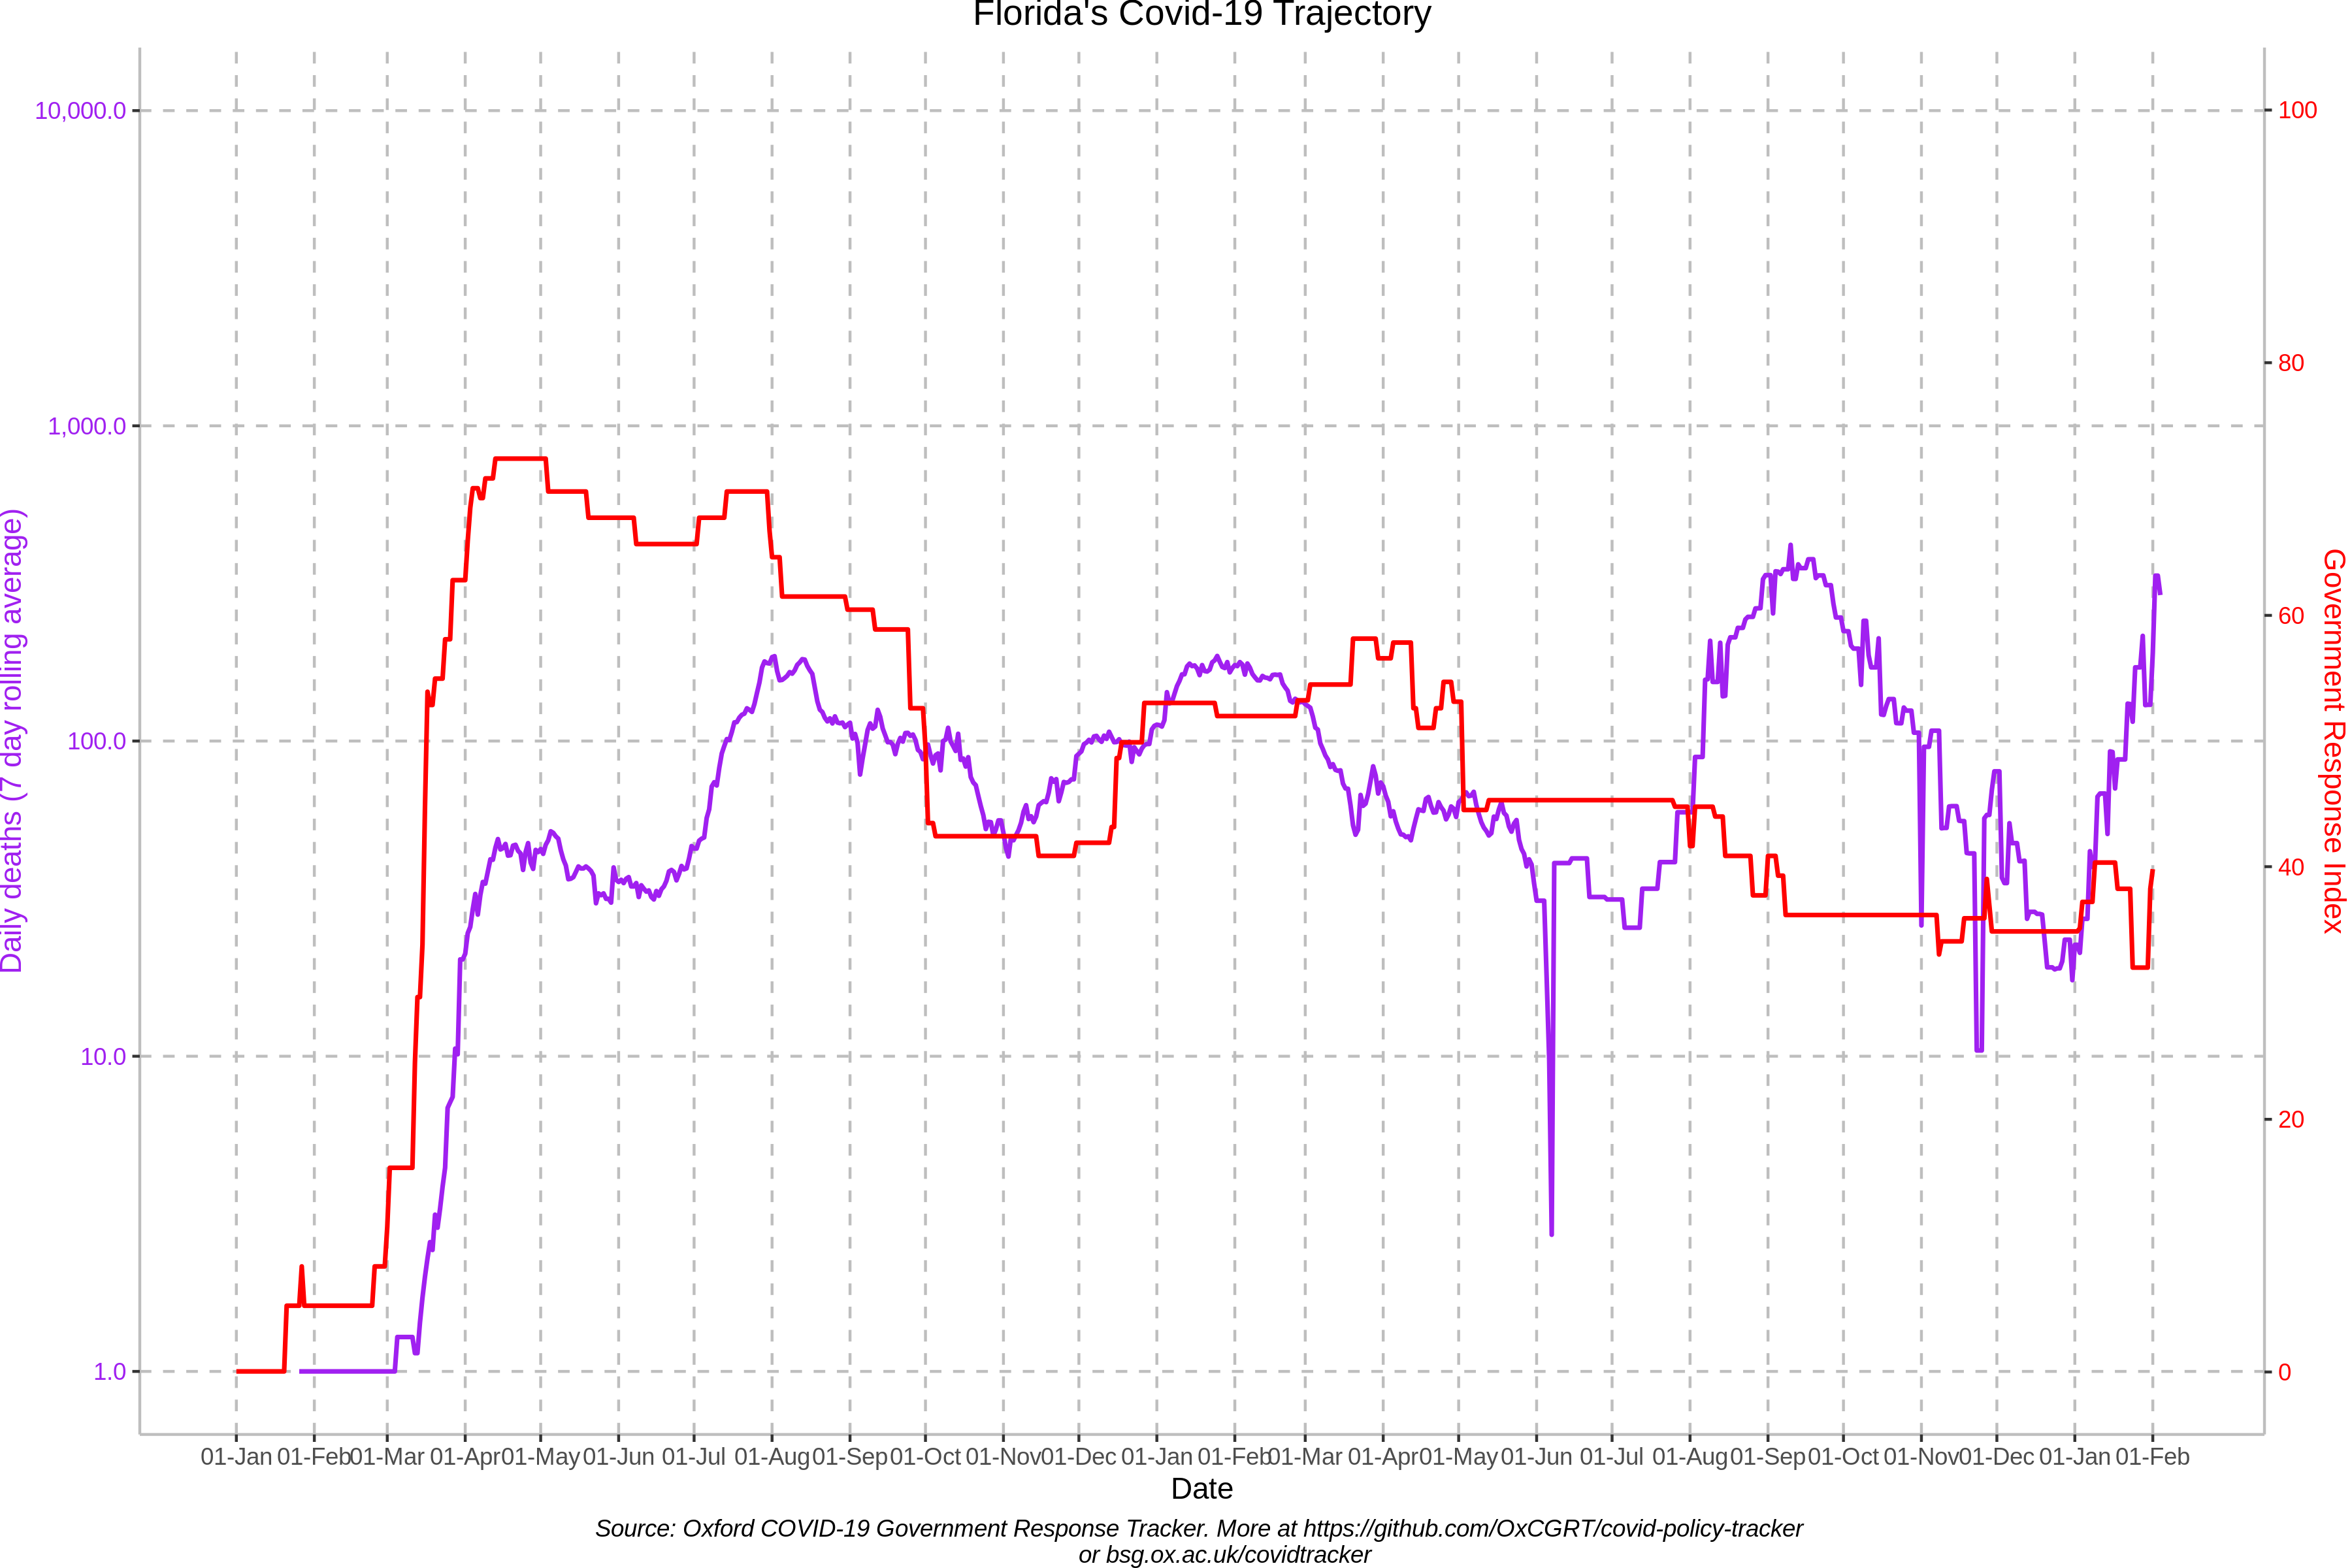 Florida's Covid-19 Trajectory
10,000.0
1,000.0
100.0
10.0
1.0
Daily deaths (7 day rolling average)
100
80
60
40
20
0
Government Response Index
01-Jan 01-Feb 01-Mar 01-Apr 01-May 01-Jun 01-Jul 01-Aug 01-Sep 01-Oct 01-Nov 01-Dec 01-Jan 01-Feb 01-Mar 01-Apr 01-May 01-Jun 01-Jul 01-Aug 01-Sep 01-Oct 01-Nov 01-Dec 01-Jan 01-Feb
Date
Source: Oxford COVID-19 Government Response Tracker. More at https://github.com/OxCGRT/covid-policy-tracker
or bsg.ox.ac.uk/covidtracker